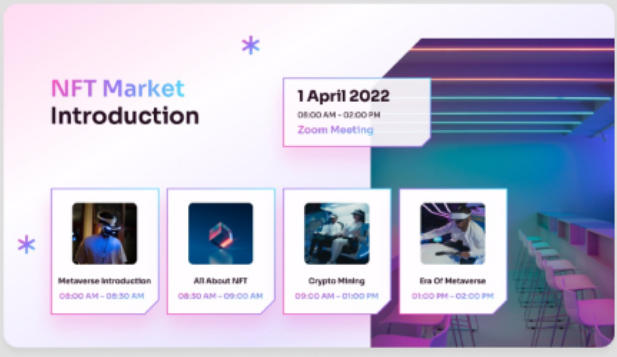 NFT Market
Introduction
1 April 2022
08:00 AM - 02:00 PM
Zoom Meeting
Metaverse Introduction
08:00 AM - 08:30 AM
All About NFT
08:30 AM - 09:00 AM
Crypto Mining
09:00 AM - 01:00 PM
Era Of Metaverse
01:00 PM - 02:00 PM